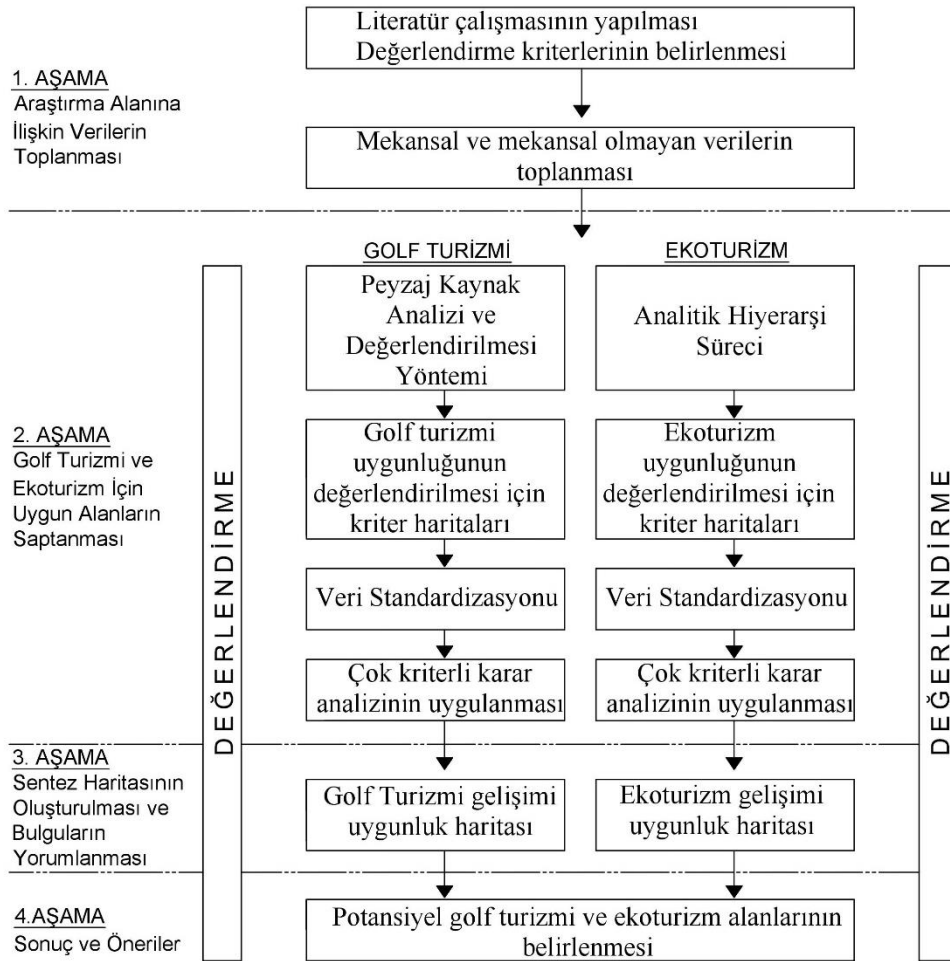 Literatür çalışmasının yapılması
Değerlendirme kriterlerinin belirlenmesi
1. AŞAMA
Araştırma Alanına
İlişkin Verilerin
Toplanması
Mekansal ve mekansal olmayan verilerin
toplanması
GOLF TURİZMİ
EKOTURİZM
Peyzaj Kaynak
Analizi ve
Değerlendirilmesi
Yöntemi
Analitik Hiyerarşi
Süreci
2. AŞAMA
Golf Turizmi ve
Ekoturizm İçin
Uygun Alanların
Saptanması
DEĞERLENDİRME
Golf turizmi
uygunluğunun
değerlendirilmesi için
kriter haritaları
Ekoturizm
uygunluğunun
değerlendirilmesi için
kriter haritaları
DEĞERLENDİRME
Veri Standardizasyonu
Veri Standardizasyonu
Çok kriterli karar
analizinin uygulanması
Çok kriterli karar
analizinin uygulanması
3. AŞAMA
Sentez Haritasının
Oluşturulması ve
Bulguların
Yorumlanması
Golf Turizmi gelişimi
uygunluk haritası
Ekoturizm gelişimi
uygunluk haritası
4.AŞAMA
Sonuç ve Öneriler
Potansiyel golf turizmi ve ekoturizm alanlarının
belirlenmesi